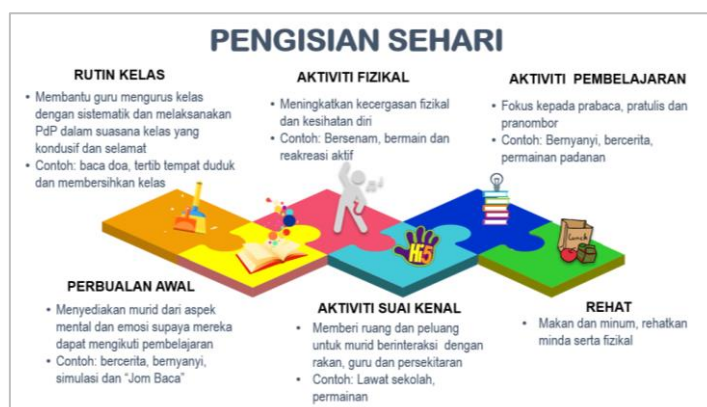 PENGISIAN SEHARI
RUTIN KELAS
• Membantu guru mengurus kelas
dengan sistematik dan melaksanakan
PdP dalam suasana kelas yang
kondusif dan selamat
• Contoh: baca doa, tertib tempat duduk
dan membersihkan kelas
AKTIVITI FIZIKAL
• Meningkatkan kecergasan fizikal
dan kesihatan diri
• Contoh: Bersenam, bermain dan
reakreasi aktif
AKTIVITI PEMBELAJARAN
• Fokus kepada prabaca, pratulis dan
pranombor
• Contoh: Bernyanyi, bercerita,
permainan padanan
Hi5
Lunch
PERBUALAN AWAL
• Menyediakan murid dari aspek
mental dan emosi supaya mereka
dapat mengikuti pembelajaran
• Contoh: bercerita, bernyanyi,
simulasi dan “Jom Baca”
AKTIVITI SUAI KENAL
• Memberi ruang dan peluang
untuk murid berinteraksi dengan
rakan, guru dan persekitaran
• Contoh: Lawat sekolah,
permainan
REHAT
• Makan dan minum, rehatkan
minda serta fizikal